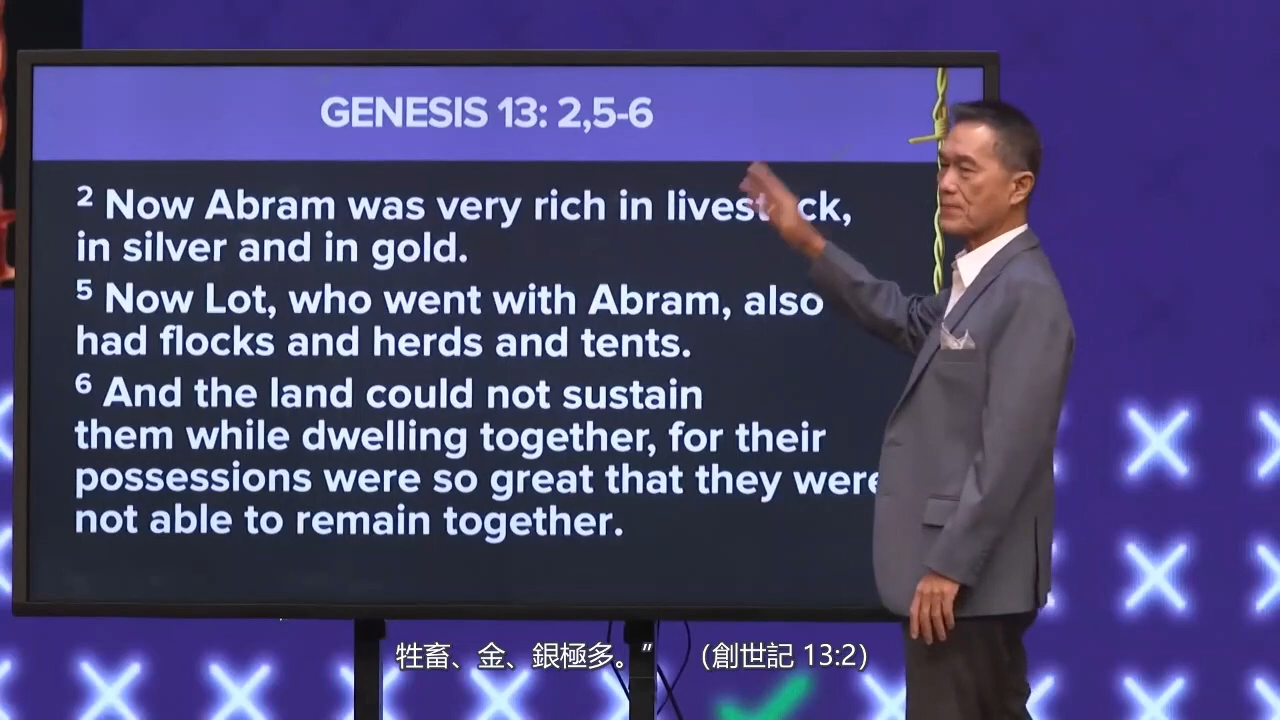 GENESIS 13: 2,5-6
2 Now Abram was very rich in livestock,
in silver and in gold.
5 Now Lot, who went with Abram, also
had flocks and herds and tents.
6 And the land could not sustain
them while dwelling together, for their
possessions were so great that they were
not able to remain together.
牲畜、金、銀極多。” (創世記 13:2)